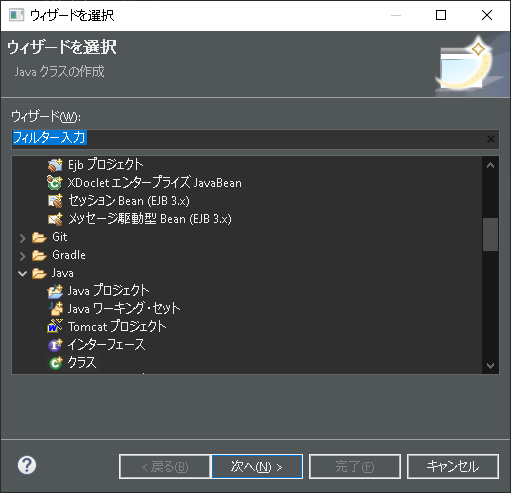 ウィザードを選択
ウィザードを選択
Java クラスの作成
ウィザード(W):
フィルター入力
Ejb プロジェクト
XDoclet エンタープライズ JavaBean
セッション Bean (EJB 3.x)
メッセージ駆動型 Bean (EJB 3.x)
Git
Gradle
Java
Java プロジェクト
Java ワーキング・セット
Tomcat プロジェクト
インターフェース
クラス
< 戻る(B)
次へ(N) >
完了(F)
キャンセル